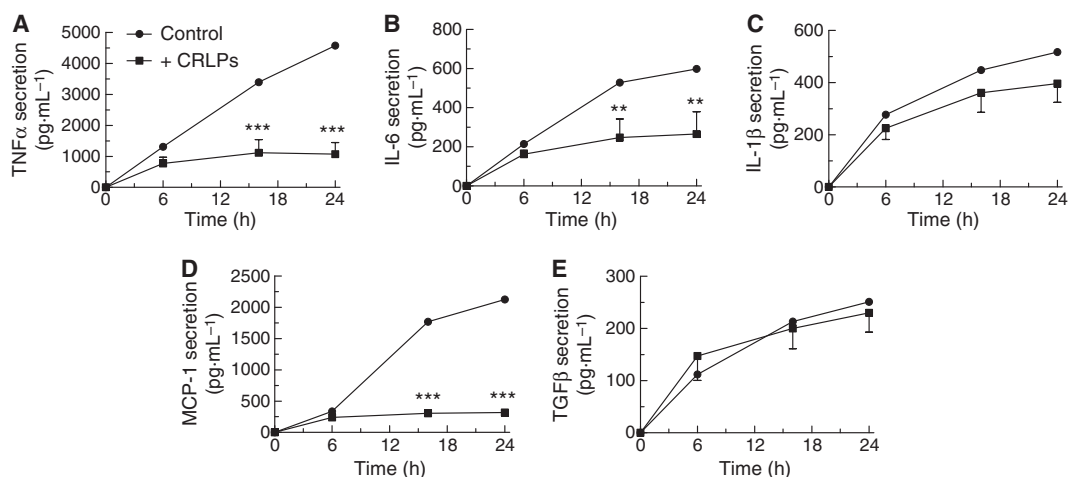 A
TNFα secretion
(pg·mL⁻¹)
5000
4000
3000
2000
1000
0
Control
+ CRLPs
***
***
0 6 12 18 24
Time (h)
B
IL-6 secretion
(pg·mL⁻¹)
800
600
400
200
0
**
**
0 6 12 18 24
Time (h)
C
IL-1β secretion
(pg·mL⁻¹)
600
400
200
0
0 6 12 18 24
Time (h)
D
MCP-1 secretion
(pg·mL⁻¹)
2500
2000
1500
1000
500
0
***
***
0 6 12 18 24
Time (h)
E
TGFβ secretion
(pg·mL⁻¹)
300
200
100
0
0 6 12 18 24
Time (h)